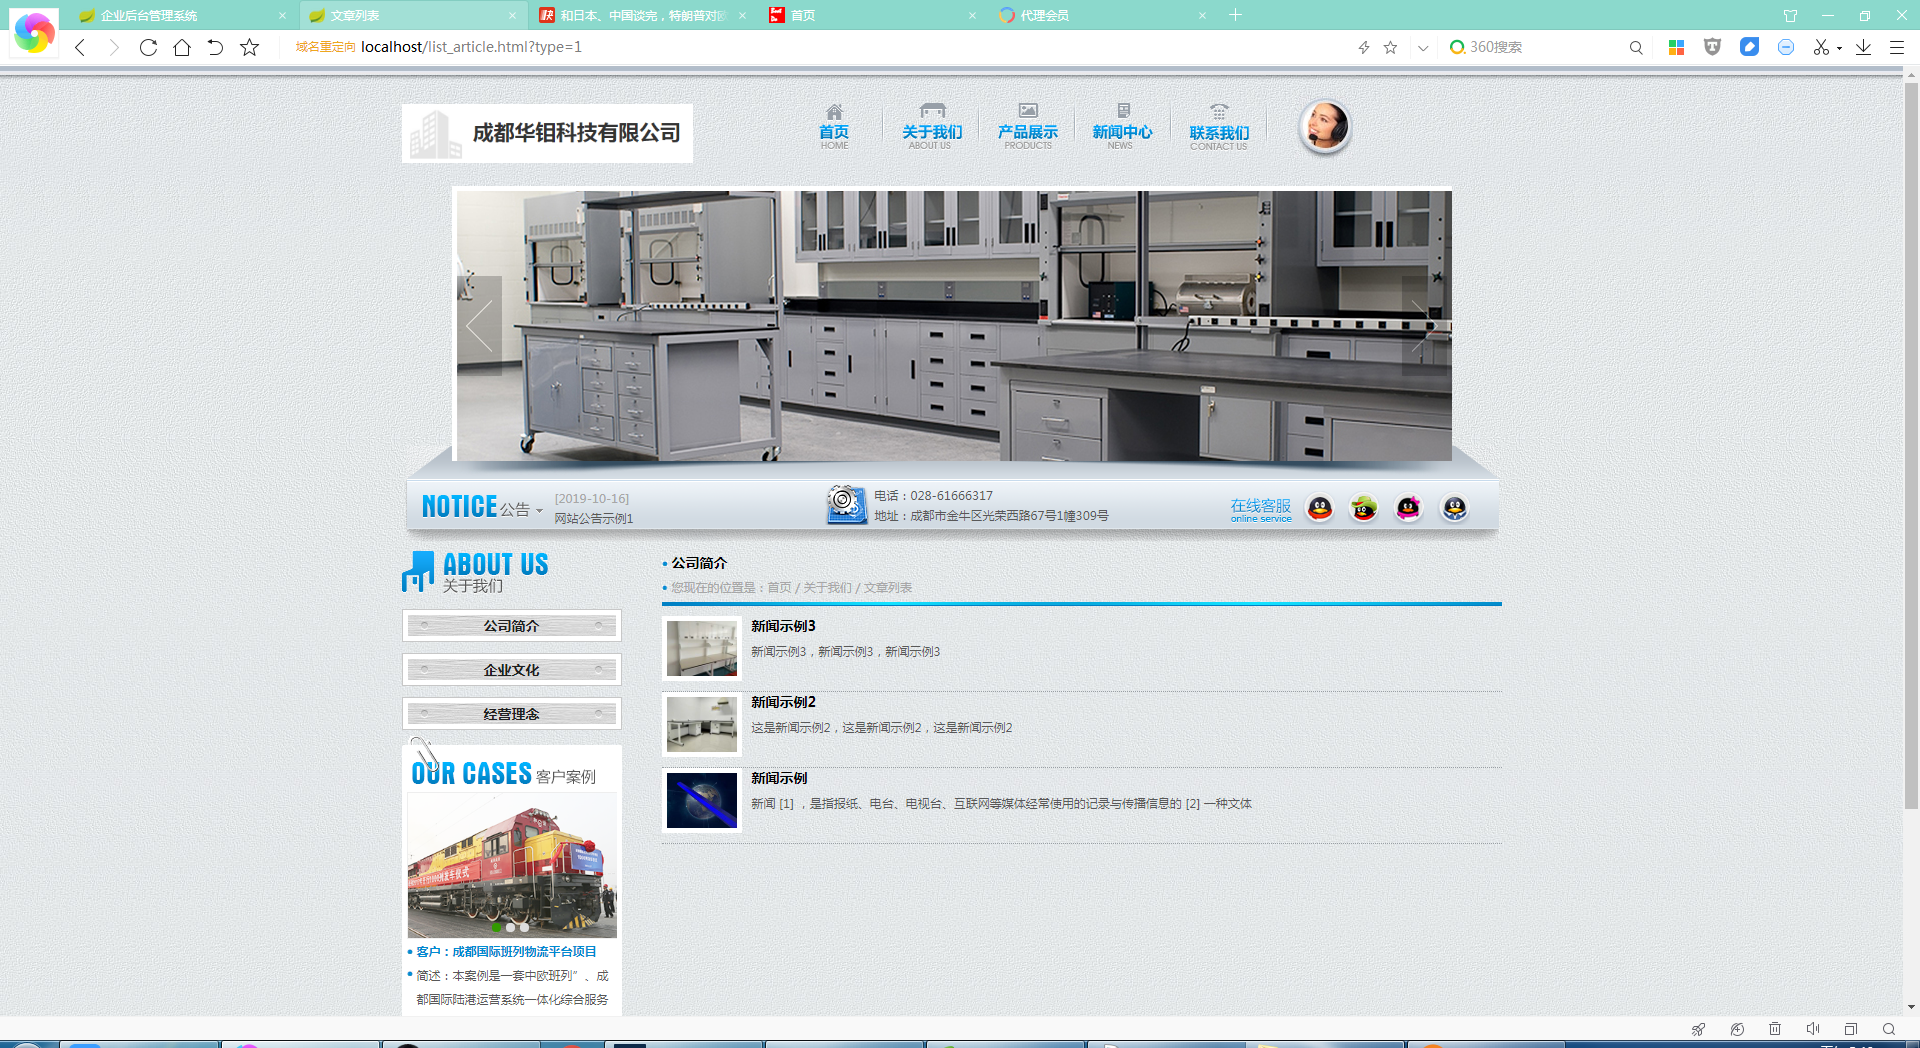 企业后台管理系统
文章列表
和日本、中国谈完，特朗普对
首页
代理会员
域名重定向 localhost/list_article.html?type=1
360搜索
成都华钼科技有限公司
首页
HOME
关于我们
ABOUT US
产品展示
PRODUCTS
新闻中心
NEWS
联系我们
CONTACT US
NOTICE 公告
[2019-10-16]
网站公告示例1
电话：028-61666317
地址：成都市金牛区光荣西路67号1幢309号
在线客服
online service
ABOUT US
关于我们
公司简介
企业文化
经营理念
OUR CASES 客户案例
客户：成都国际班列物流平台项目
简述：本案例是一套中欧班列”、成
都国际陆港运营系统一体化综合服务
公司简介
您现在的位置是：首页 / 关于我们 / 文章列表
新闻示例3
新闻示例3，新闻示例3，新闻示例3
新闻示例2
这是新闻示例2，这是新闻示例2，这是新闻示例2
新闻示例
新闻 [1] ，是指报纸、电台、电视台、互联网等媒体经常使用的记录与传播信息的 [2] 一种文体